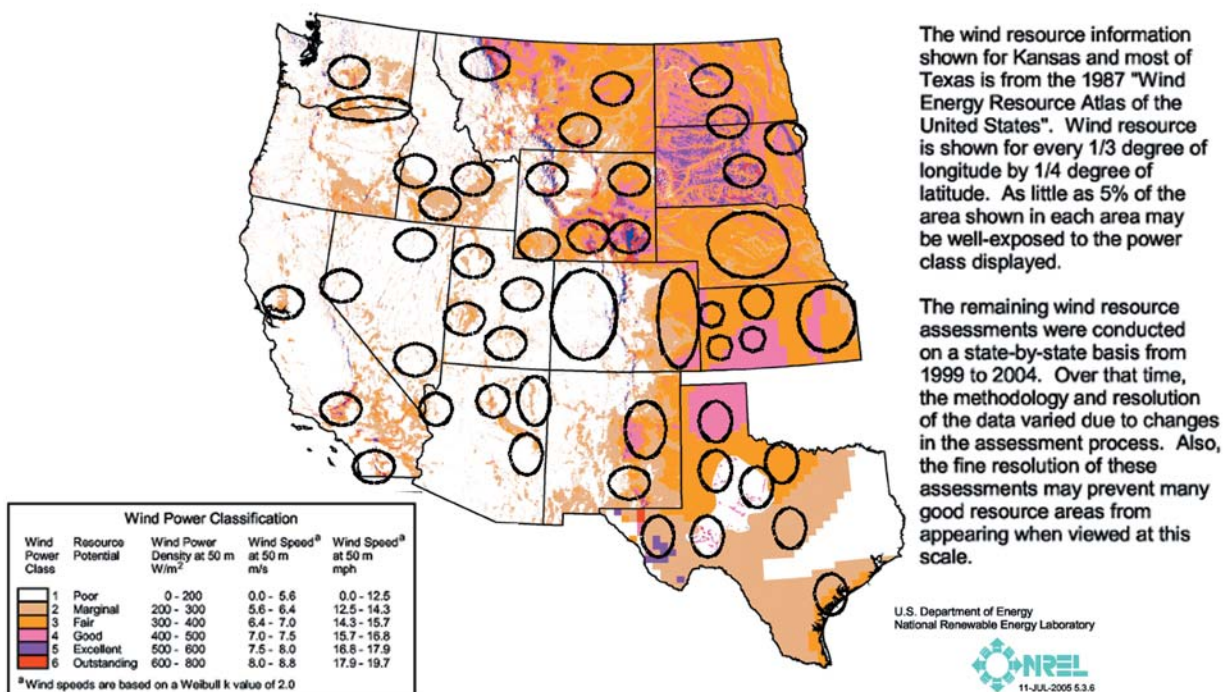 The wind resource information
shown for Kansas and most of
Texas is from the 1987 "Wind
Energy Resource Atlas of the
United States". Wind resource
is shown for every 1/3 degree of
longitude by 1/4 degree of
latitude. As little as 5% of the
area shown in each area may
be well-exposed to the power
class displayed.
The remaining wind resource
assessments were conducted
on a state-by-state basis from
1999 to 2004. Over that time,
the methodology and resolution
of the data varied due to changes
in the assessment process. Also,
the fine resolution of these
assessments may prevent many
good resource areas from
appearing when viewed at this
scale.
Wind Power Classification
Wind Resource Wind Power Wind Speedᵃ Wind Speedᵃ
Power Potential Density at 50 m at 50 m at 50 m
Class W/m² m/s mph
1 Poor 0 - 200 0.0 - 5.6 0.0 - 12.5
2 Marginal 200 - 300 5.6 - 6.4 12.5 - 14.3
3 Fair 300 - 400 6.4 - 7.0 14.3 - 15.7
4 Good 400 - 500 7.0 - 7.5 15.7 - 16.8
5 Excellent 500 - 600 7.5 - 8.0 16.8 - 17.9
6 Outstanding 600 - 800 8.0 - 8.8 17.9 - 19.7
ᵃ Wind speeds are based on a Weibull k value of 2.0
U.S. Department of Energy
National Renewable Energy Laboratory
NREL
11-JUL-2005 5.3.6